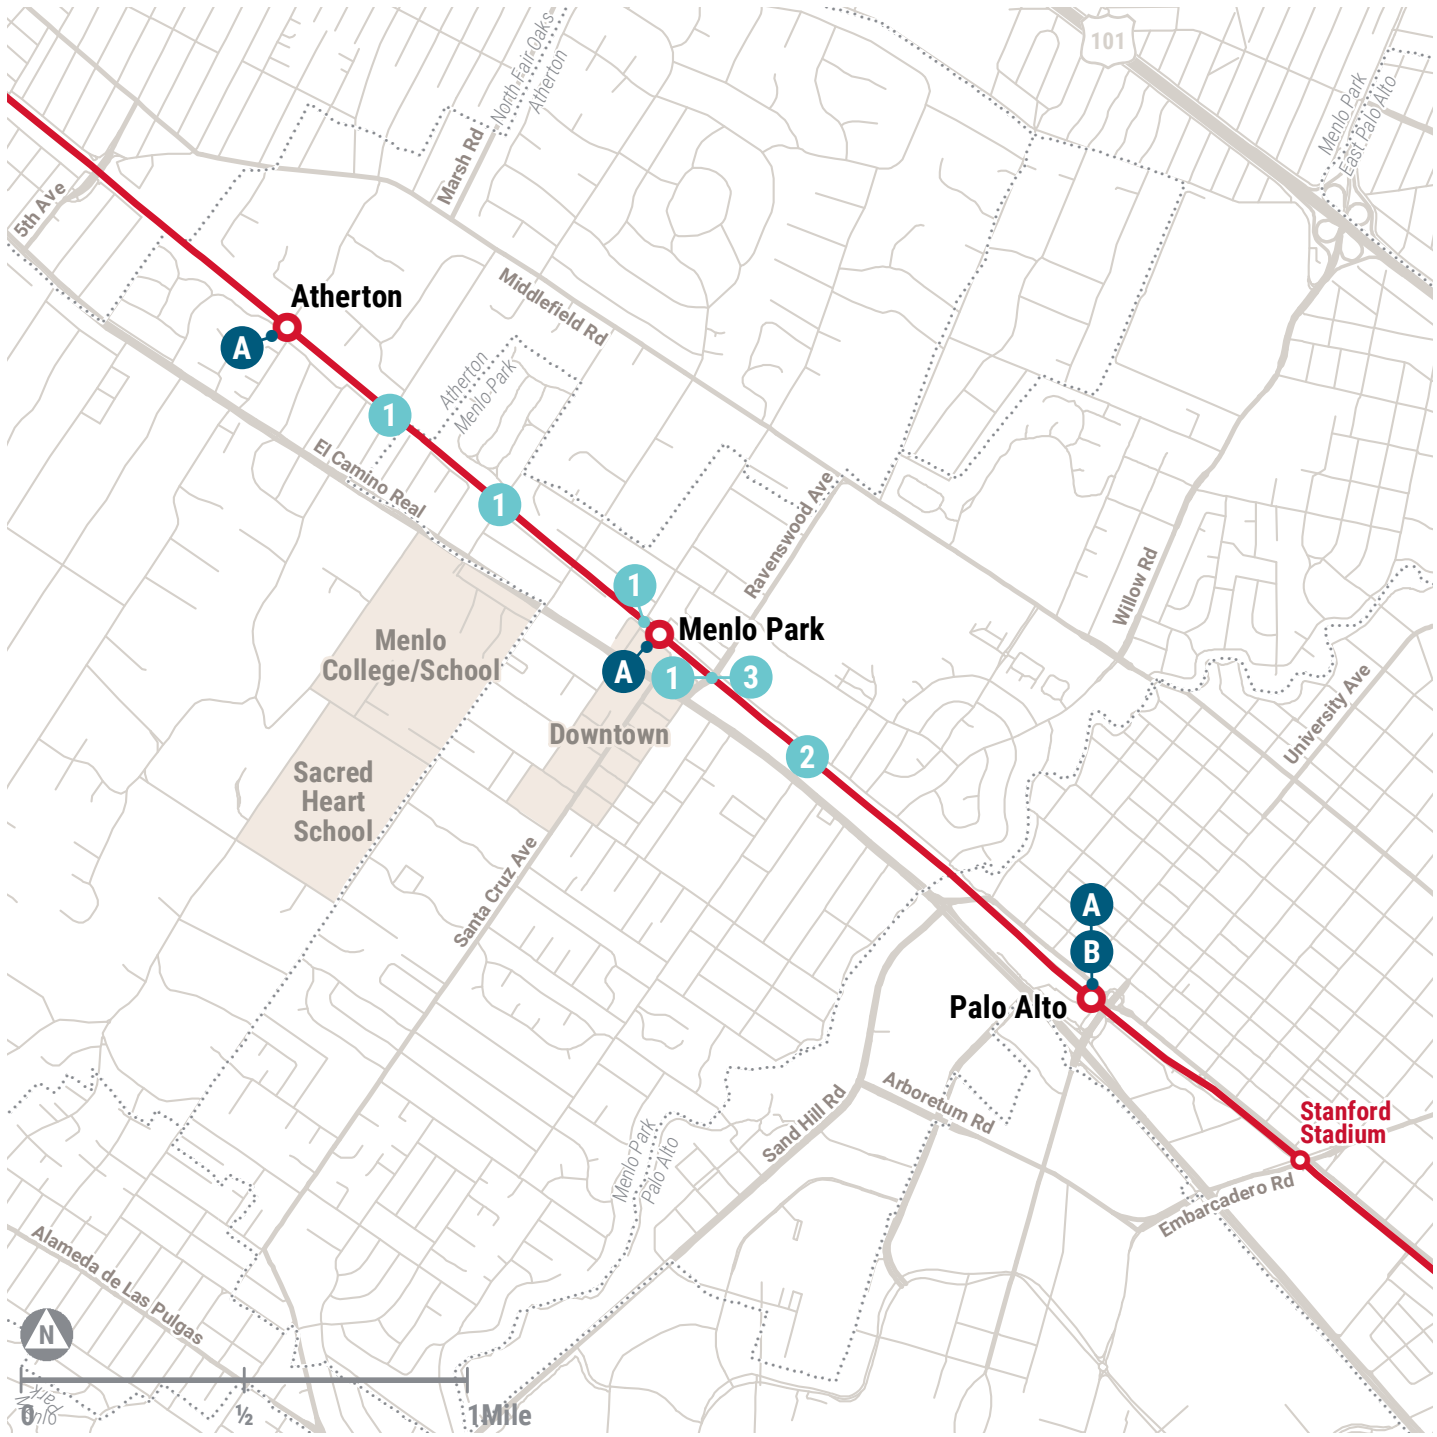 101
North Fair Oaks
Atherton
Menlo Park
East Palo Alto
Marsh Rd
5th Ave
Atherton
A
Middlefield Rd
Atherton
Menlo Park
1
El Camino Real
1
Ravenswood Ave
Willow Rd
1
Menlo Park
A
1
3
Menlo
College/School
University Ave
Downtown
2
Sacred
Heart
School
Santa Cruz Ave
A
B
Palo Alto
Arboretum Rd
Sand Hill Rd
Stanford
Stadium
Menlo Park
Palo Alto
Embarcadero Rd
Alameda de Las Pulgas
N
0
½
1 Mile
Park